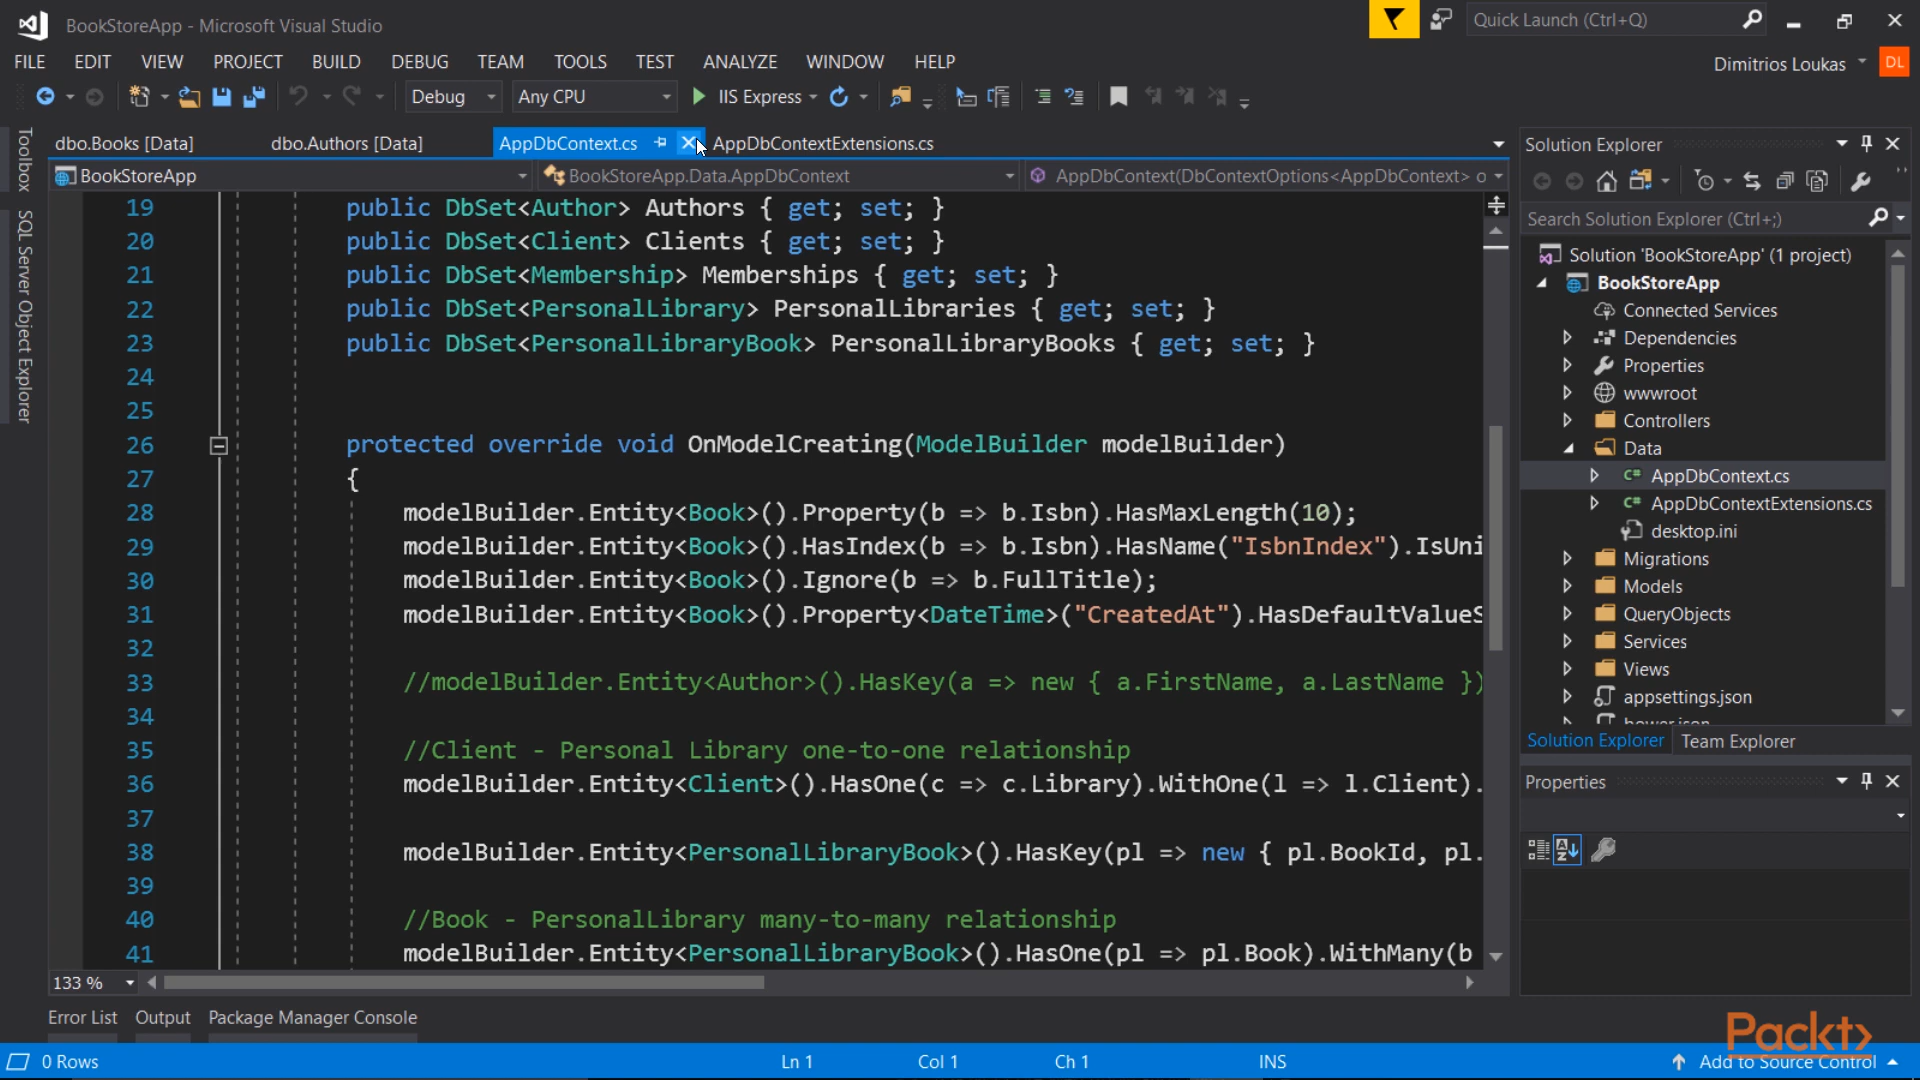 BookStoreApp - Microsoft Visual Studio
Quick Launch (Ctrl+Q)
FILE EDIT VIEW PROJECT BUILD DEBUG TEAM TOOLS TEST ANALYZE WINDOW HELP
Dimitrios Loukas DL
Debug Any CPU IIS Express
Toolbox
SQL Server Object Explorer
dbo.Books [Data] dbo.Authors [Data] AppDbContext.cs AppDbContextExtensions.cs
BookStoreApp BookStoreApp.Data.AppDbContext AppDbContext(DbContextOptions<AppDbContext> o
19 public DbSet<Author> Authors { get; set; }
20 public DbSet<Client> Clients { get; set; }
21 public DbSet<Membership> Memberships { get; set; }
22 public DbSet<PersonalLibrary> PersonalLibraries { get; set; }
23 public DbSet<PersonalLibraryBook> PersonalLibraryBooks { get; set; }
24
25
26 protected override void OnModelCreating(ModelBuilder modelBuilder)
27 {
28 modelBuilder.Entity<Book>().Property(b => b.Isbn).HasMaxLength(10);
29 modelBuilder.Entity<Book>().HasIndex(b => b.Isbn).HasName("IsbnIndex").IsUni
30 modelBuilder.Entity<Book>().Ignore(b => b.FullTitle);
31 modelBuilder.Entity<Book>().Property<DateTime>("CreatedAt").HasDefaultValueS
32
33 //modelBuilder.Entity<Author>().HasKey(a => new { a.FirstName, a.LastName })
34
35 //Client - Personal Library one-to-one relationship
36 modelBuilder.Entity<Client>().HasOne(c => c.Library).WithOne(l => l.Client).
37
38 modelBuilder.Entity<PersonalLibraryBook>().HasKey(pl => new { pl.BookId, pl.
39
40 //Book - PersonalLibrary many-to-many relationship
41 modelBuilder.Entity<PersonalLibraryBook>().HasOne(pl => pl.Book).WithMany(b
133 %
Error List Output Package Manager Console
0 Rows Ln 1 Col 1 Ch 1 INS Add to Source Control
Solution Explorer
Search Solution Explorer (Ctrl+;)
Solution 'BookStoreApp' (1 project)
BookStoreApp
Connected Services
Dependencies
Properties
wwwroot
Controllers
Data
C# AppDbContext.cs
C# AppDbContextExtensions.cs
desktop.ini
Migrations
Models
QueryObjects
Services
Views
appsettings.json
bower.json
Solution Explorer Team Explorer
Properties
Packt>